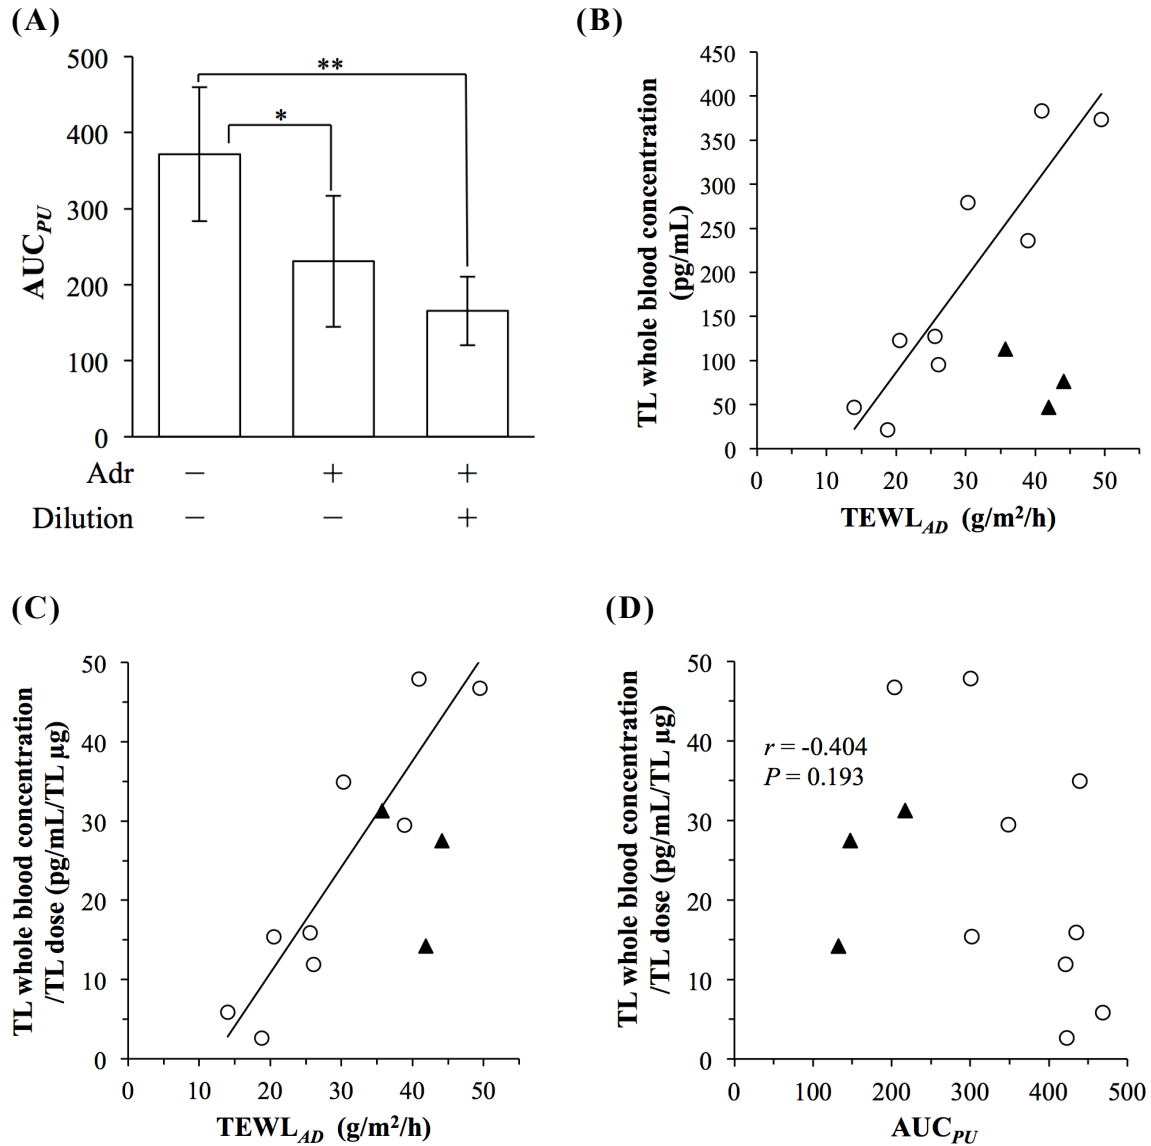 (A)
500
400
300
200
100
0
AUC_PU
**
*
Adr − + +
Dilution − − +
(B)
450
400
350
300
250
200
150
100
50
0
TL whole blood concentration
(pg/mL)
0 10 20 30 40 50
TEWL_AD (g/m²/h)
(C)
50
40
30
20
10
0
TL whole blood concentration
/TL dose (pg/mL/TL μg)
0 10 20 30 40 50
TEWL_AD (g/m²/h)
(D)
50
40
30
20
10
0
TL whole blood concentration
/TL dose (pg/mL/TL μg)
r = -0.404
P = 0.193
0 100 200 300 400 500
AUC_PU